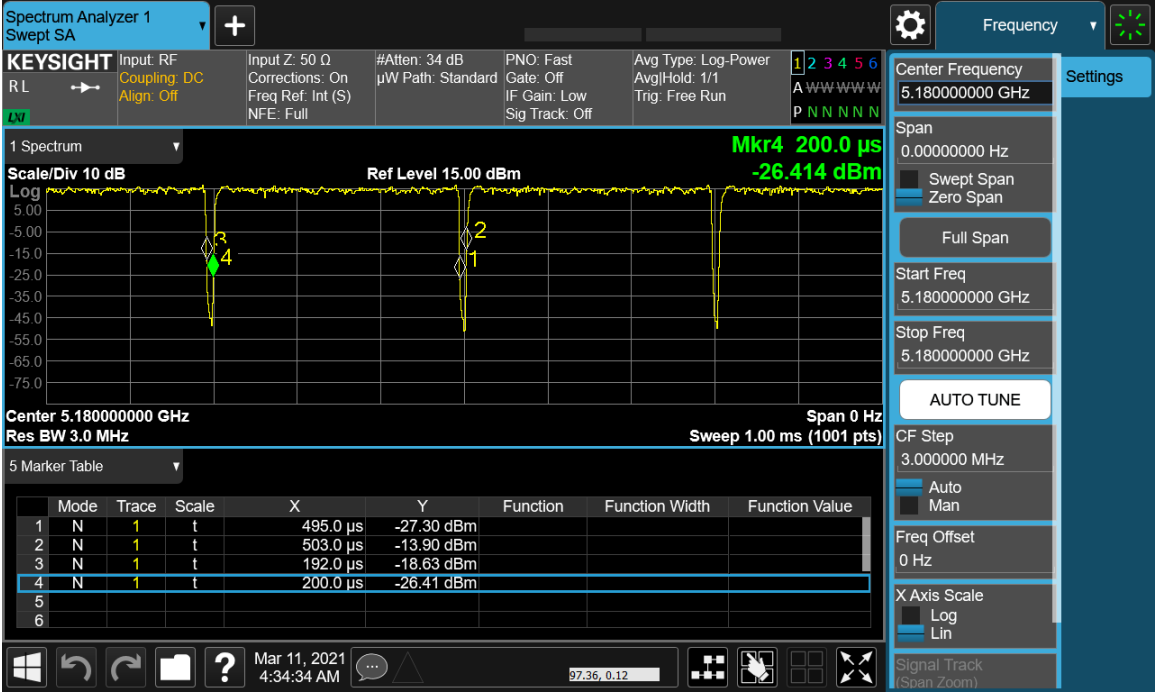 Spectrum Analyzer 1
Swept SA
Frequency
KEYSIGHT
R L
LXI
Input: RF
Coupling: DC
Align: Off
Input Z: 50 Ω
Corrections: On
Freq Ref: Int (S)
NFE: Full
#Atten: 34 dB
µW Path: Standard
PNO: Fast
Gate: Off
IF Gain: Low
Sig Track: Off
Avg Type: Log-Power
Avg|Hold: 1/1
Trig: Free Run
1 2 3 4 5 6
A W W W W W
P N N N N N
Center Frequency
5.180000000 GHz
Settings
Span
0.00000000 Hz
Swept Span
Zero Span
Full Span
Start Freq
5.180000000 GHz
Stop Freq
5.180000000 GHz
AUTO TUNE
CF Step
3.000000 MHz
Auto
Man
Freq Offset
0 Hz
X Axis Scale
Log
Lin
Signal Track
(Span Zoom)
1 Spectrum
Mkr4 200.0 µs
-26.414 dBm
Scale/Div 10 dB
Ref Level 15.00 dBm
Log
5.00
-5.00
-15.0
-25.0
-35.0
-45.0
-55.0
-65.0
-75.0
3
4
2
1
Center 5.180000000 GHz
Span 0 Hz
Res BW 3.0 MHz
Sweep 1.00 ms (1001 pts)
5 Marker Table
Mode Trace Scale X Y Function Function Width Function Value
1 N 1 t 495.0 µs -27.30 dBm
2 N 1 t 503.0 µs -13.90 dBm
3 N 1 t 192.0 µs -18.63 dBm
4 N 1 t 200.0 µs -26.41 dBm
5
6
?
Mar 11, 2021
4:34:34 AM
97.36, 0.12